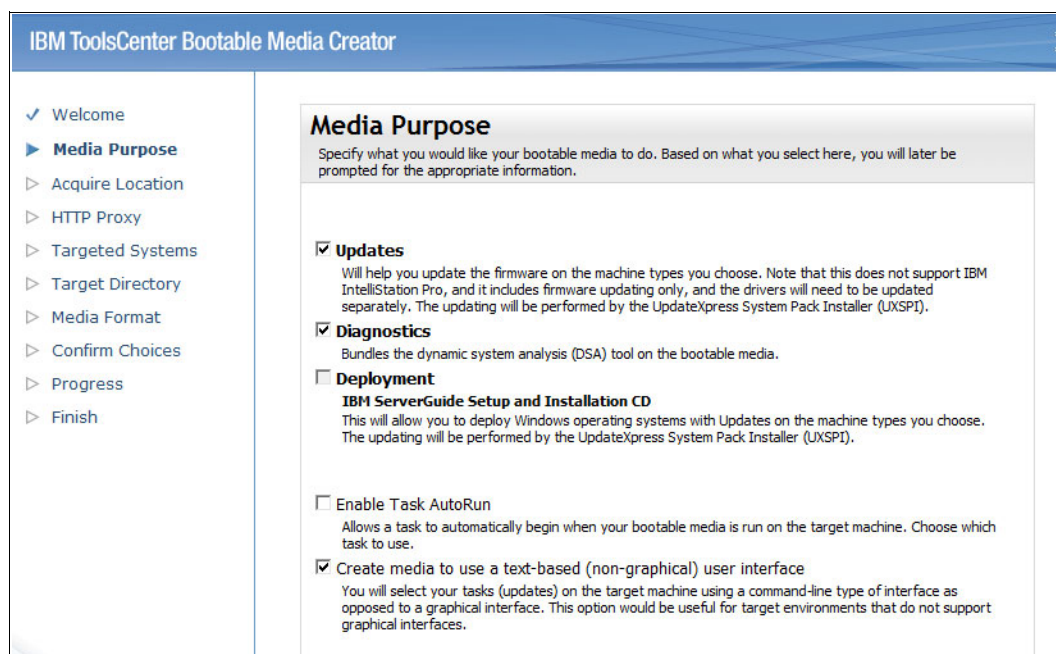 IBM ToolsCenter Bootable Media Creator
Welcome
Media Purpose
Acquire Location
HTTP Proxy
Targeted Systems
Target Directory
Media Format
Confirm Choices
Progress
Finish
Media Purpose
Specify what you would like your bootable media to do. Based on what you select here, you will later be
prompted for the appropriate information.
Updates
Will help you update the firmware on the machine types you choose. Note that this does not support IBM
IntelliStation Pro, and it includes firmware updating only, and the drivers will need to be updated
separately. The updating will be performed by the UpdateXpress System Pack Installer (UXSPI).
Diagnostics
Bundles the dynamic system analysis (DSA) tool on the bootable media.
Deployment
IBM ServerGuide Setup and Installation CD
This will allow you to deploy Windows operating systems with Updates on the machine types you choose.
The updating will be performed by the UpdateXpress System Pack Installer (UXSPI).
Enable Task AutoRun
Allows a task to automatically begin when your bootable media is run on the target machine. Choose which
task to use.
Create media to use a text-based (non-graphical) user interface
You will select your tasks (updates) on the target machine using a command-line type of interface as
opposed to a graphical interface. This option would be useful for target environments that do not support
graphical interfaces.